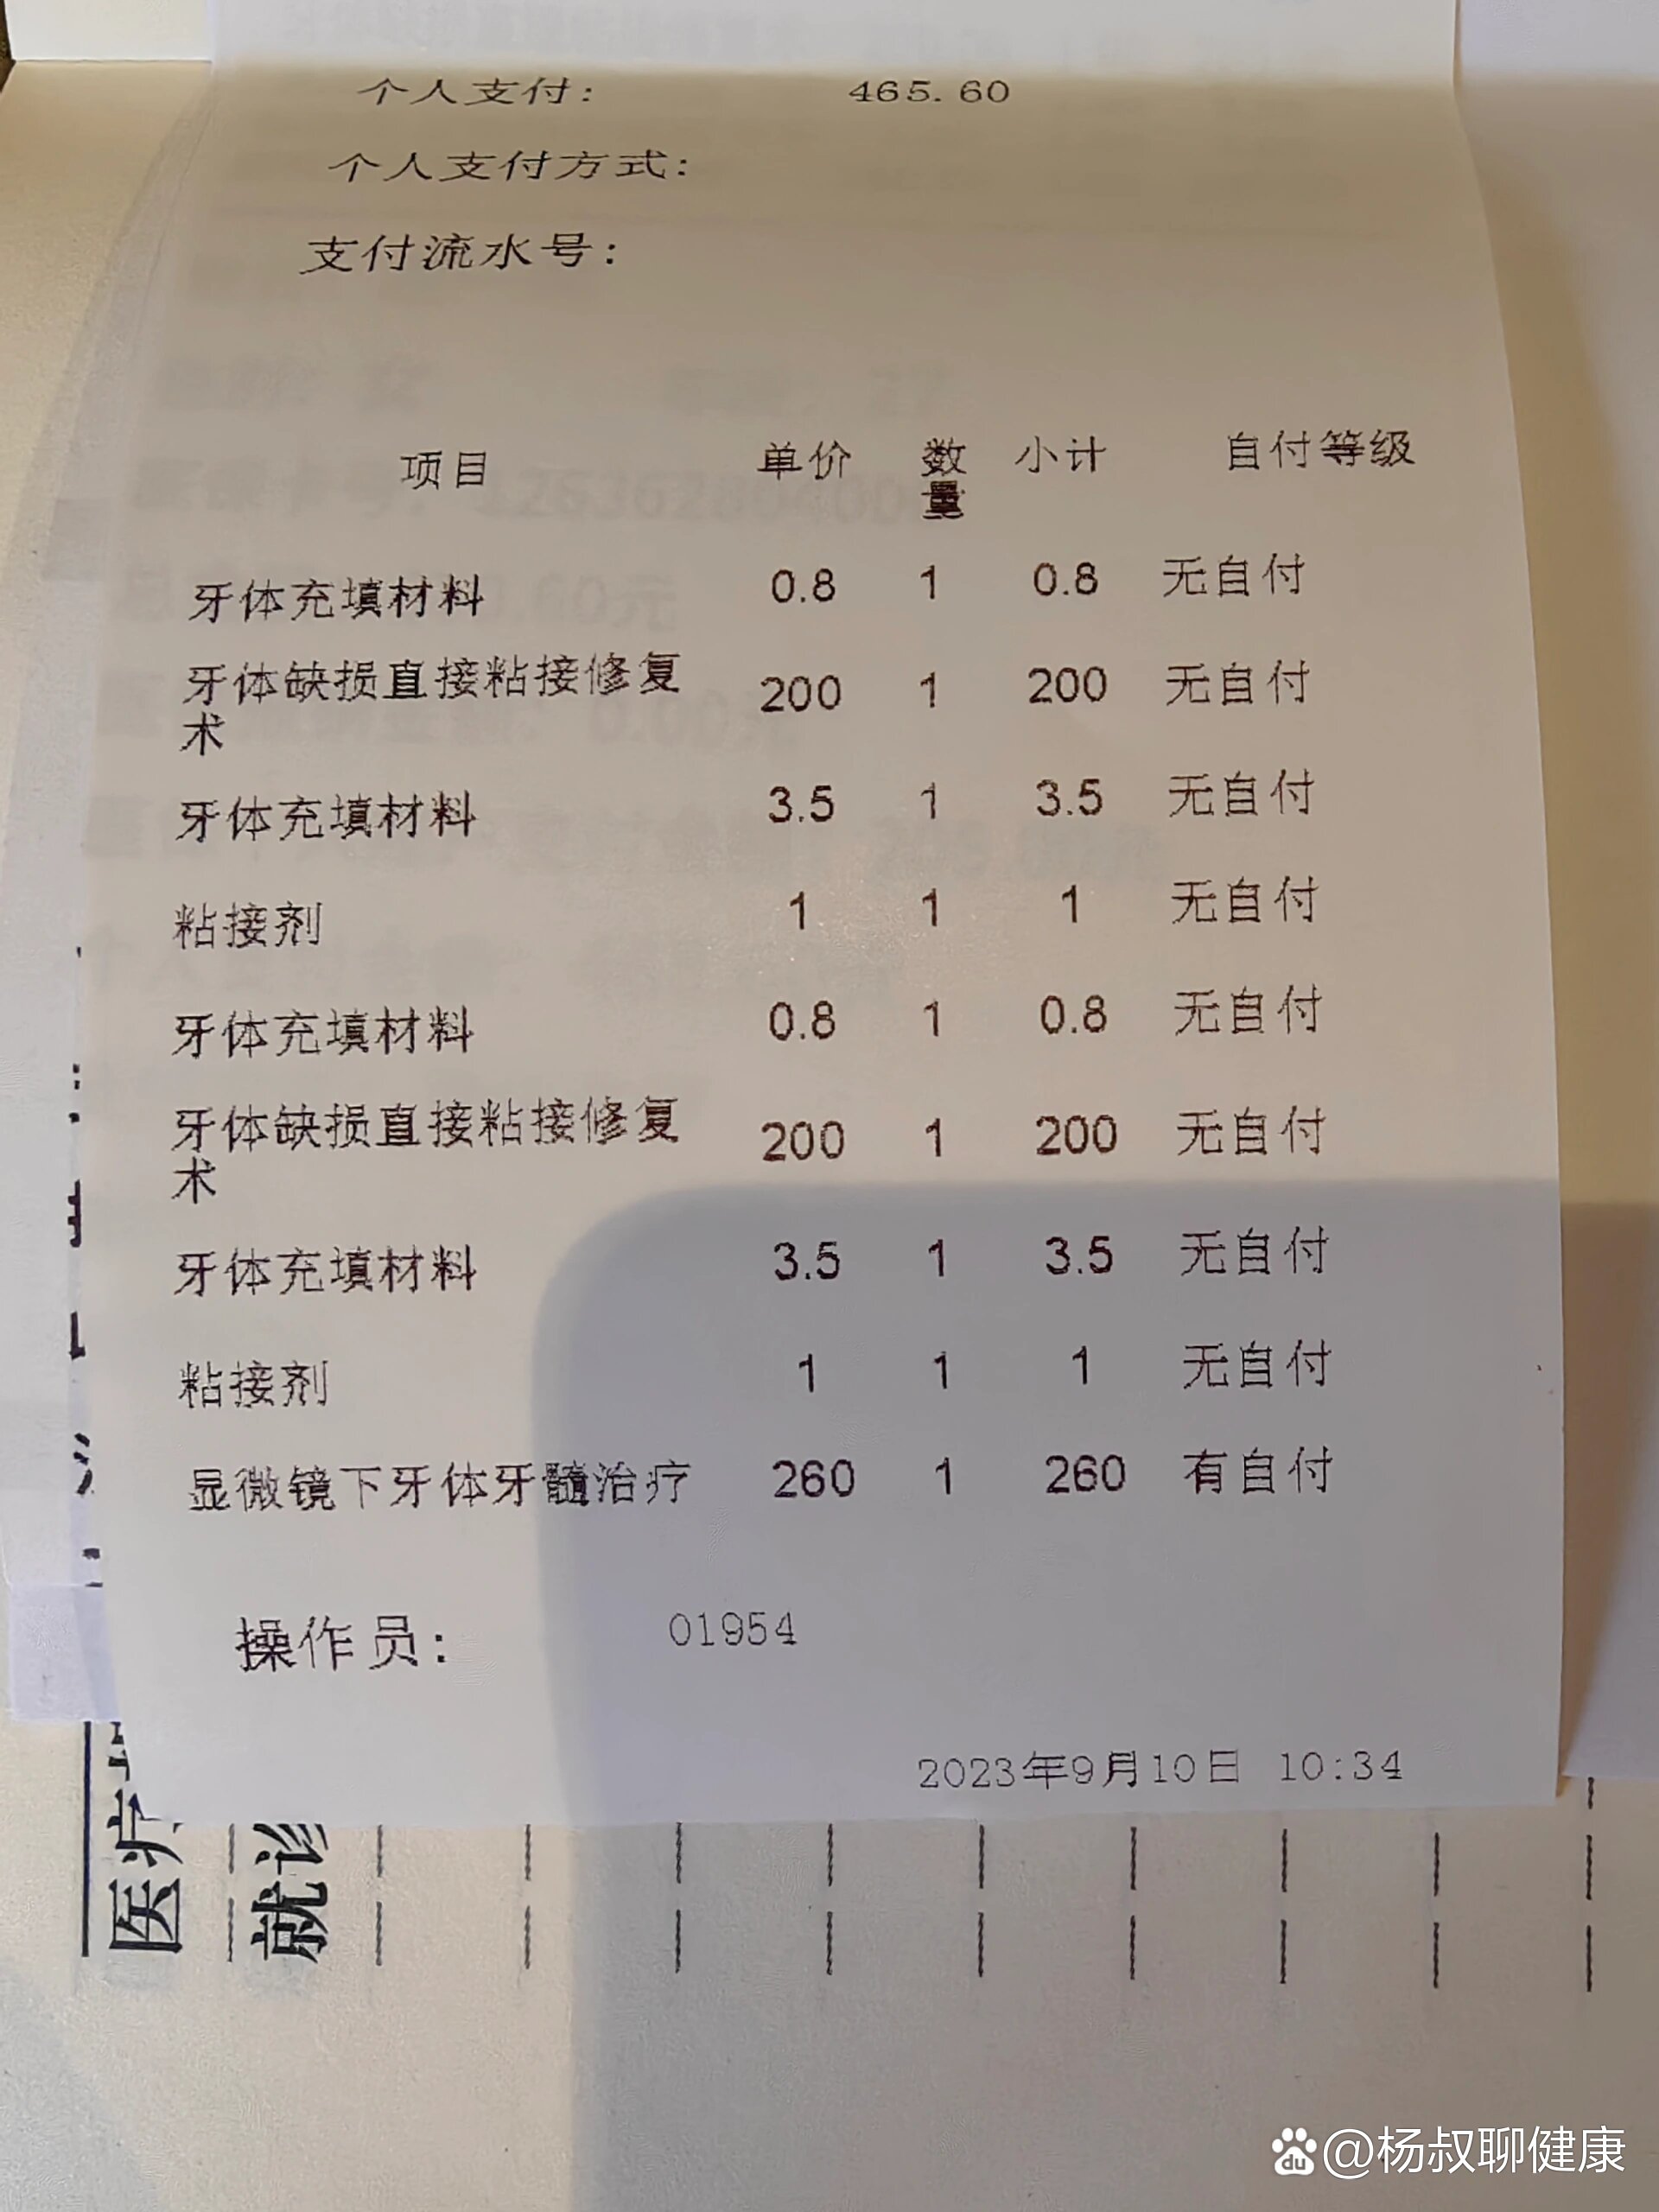 个人支付: 465.60
个人支付方式:
支付流水号:
项目 单价 数量 小计 自付等级
牙体充填材料 0.8 1 0.8 无自付
牙体缺损直接粘接修复
术 200 1 200 无自付
牙体充填材料 3.5 1 3.5 无自付
粘接剂 1 1 1 无自付
牙体充填材料 0.8 1 0.8 无自付
牙体缺损直接粘接修复
术 200 1 200 无自付
牙体充填材料 3.5 1 3.5 无自付
粘接剂 1 1 1 无自付
显微镜下牙体牙髓治疗 260 1 260 有自付
操作员: 01954
2023年9月10日 10:34
医疗
就诊
du @杨叔聊健康